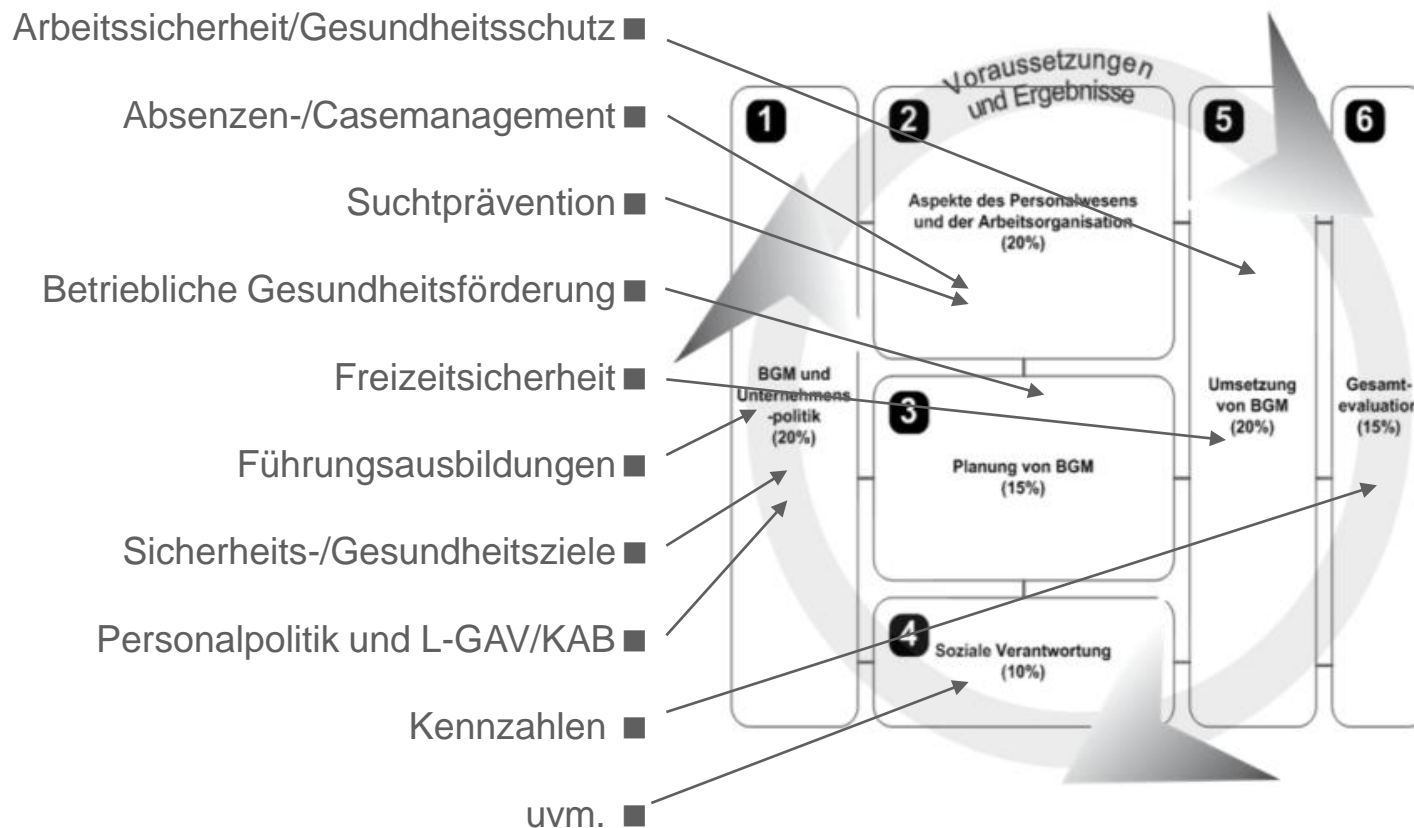 Arbeitssicherheit/Gesundheitsschutz
Absenzen-/Casemanagement
Suchtprävention
Betriebliche Gesundheitsförderung
Freizeitsicherheit
Führungsausbildungen
Sicherheits-/Gesundheitsziele
Personalpolitik und L-GAV/KAB
Kennzahlen
uvm.
Voraussetzungen
und Ergebnisse
1
BGM und
Unternehmens
-politik
(20%)
2
Aspekte des Personalwesens
und der Arbeitsorganisation
(20%)
3
Planung von BGM
(15%)
4
Soziale Verantwortung
(10%)
5
Umsetzung
von BGM
(20%)
6
Gesamt-
evaluation
(15%)